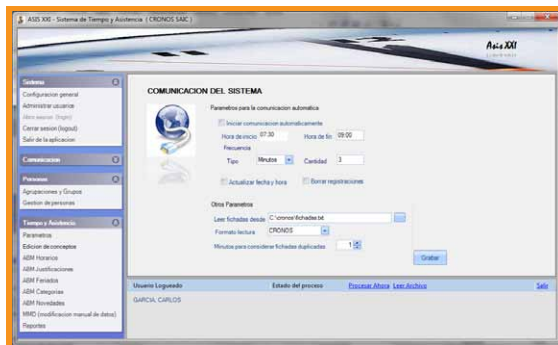 ASIS XXI - Sistema de Tiempo y Asistencia ( CRONOS SAIC )
Asis XXI
Sistema
Configuracion general
Administrar usuarios
Abrir sesion (login)
Cerrar sesion (logout)
Salir de la aplicacion
Comunicacion
Personas
Agrupaciones y Grupos
Gestion de personas
Tiempo y Asistencia
Parametros
Edicion de conceptos
ABM Horarios
ABM Justificaciones
ABM Feriados
ABM Categorias
ABM Novedades
MMD (modificacion manual de datos)
Reportes
COMUNICACION DEL SISTEMA
Parametros para la comunicacion automatica
Iniciar comunicacion automaticamente
Hora de inicio 07:30 Hora de fin 09:00
Frecuencia
Tipo Minutos Cantidad 3
Actualizar fecha y hora Borrar registraciones
Otros Parametros
Leer fichadas desde C:\cronos\fichadas.txt
Formato lectura CRONOS
Minutos para considerar fichadas duplicadas 1
Grabar
Usuario Logueado Estado del proceso Procesar Ahora Leer Archivo Salir
GARCIA, CARLOS